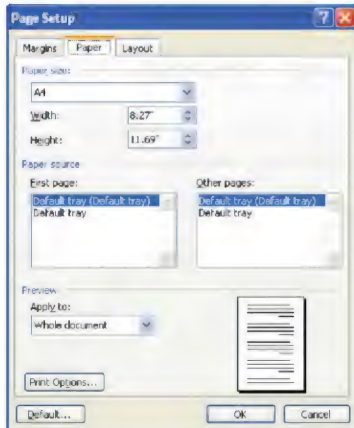 Page Setup
Margins Paper Layout
Paper size:
A4
Width: 8.27"
Height: 11.69"
Paper source
First page: Other pages:
Default tray (Default tray) Default tray (Default tray)
Default tray Default tray
Preview
Apply to:
Whole document
Print Options...
Default... OK Cancel